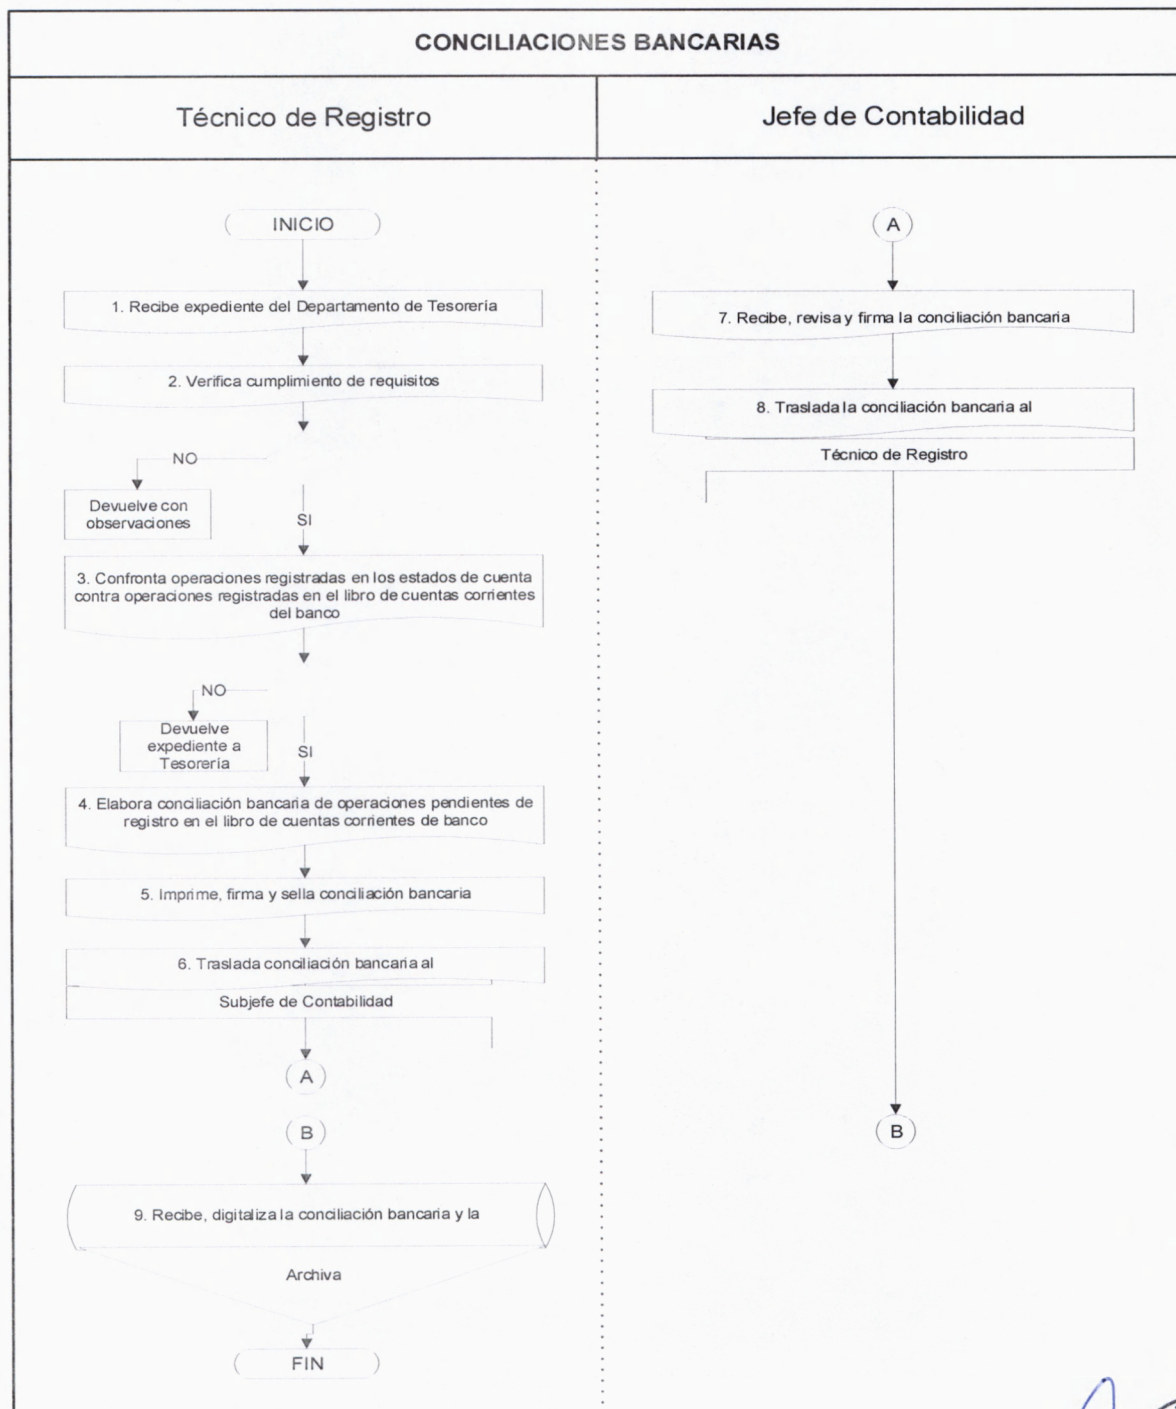 CONCILIACIONES BANCARIAS
Técnico de Registro
Jefe de Contabilidad
INICIO
1. Recibe expediente del Departamento de Tesorería
2. Verifica cumplimiento de requisitos
NO
Devuelve con
observaciones
SI
3. Confronta operaciones registradas en los estados de cuenta
contra operaciones registradas en el libro de cuentas corrientes
del banco
NO
Devuelve
expediente a
Tesorería
SI
4. Elabora conciliación bancaria de operaciones pendientes de
registro en el libro de cuentas corrientes de banco
5. Imprime, firma y sella conciliación bancaria
6. Traslada conciliación bancaria al
Subjefe de Contabilidad
A
B
9. Recibe, digitaliza la conciliación bancaria y la
Archiva
FIN
A
7. Recibe, revisa y firma la conciliación bancaria
8. Traslada la conciliación bancaria al
Técnico de Registro
B